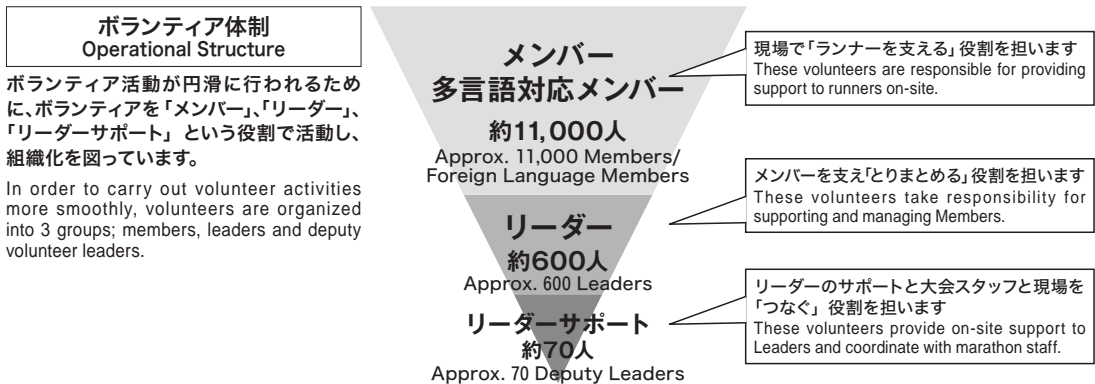 ボランティア体制
Operational Structure
ボランティア活動が円滑に行われるため
に、ボランティアを「メンバー」、「リーダー」、
「リーダーサポート」という役割で活動し、
組織化を図っています。
In order to carry out volunteer activities
more smoothly, volunteers are organized
into 3 groups; members, leaders and deputy
volunteer leaders.
メンバー
多言語対応メンバー
約11,000人
Approx. 11,000 Members/
Foreign Language Members
現場で「ランナーを支える」役割を担います
These volunteers are responsible for providing
support to runners on-site.
リーダー
約600人
Approx. 600 Leaders
メンバーを支え「とりまとめる」役割を担います
These volunteers take responsibility for
supporting and managing Members.
リーダーサポート
約70人
Approx. 70 Deputy Leaders
リーダーのサポートと大会スタッフと現場を
「つなぐ」役割を担います
These volunteers provide on-site support to
Leaders and coordinate with marathon staff.